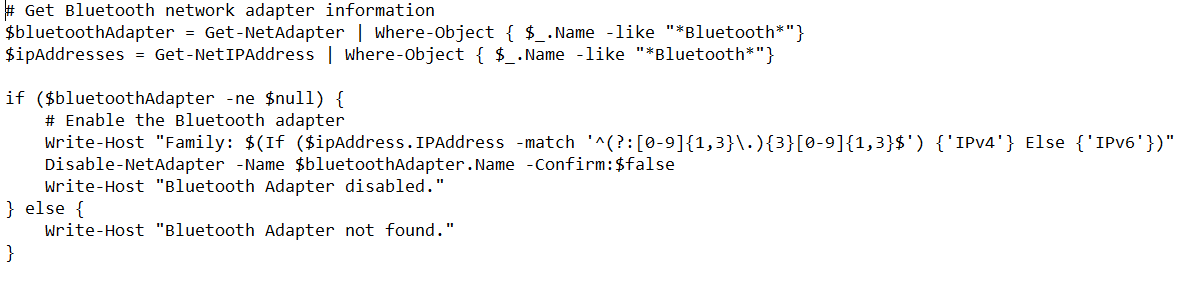 # Get Bluetooth network adapter information
$bluetoothAdapter = Get-NetAdapter | Where-Object { $_.Name -like "*Bluetooth*"}
$ipAddresses = Get-NetIPAddress | Where-Object { $_.Name -like "*Bluetooth*"}

if ($bluetoothAdapter -ne $null) {
    # Enable the Bluetooth adapter
    Write-Host "Family: $(If ($ipAddress.IPAddress -match '^(?:[0-9]{1,3}\.){3}[0-9]{1,3}$') {'IPv4'} Else {'IPv6'})"
    Disable-NetAdapter -Name $bluetoothAdapter.Name -Confirm:$false
    Write-Host "Bluetooth Adapter disabled."
} else {
    Write-Host "Bluetooth Adapter not found."
}